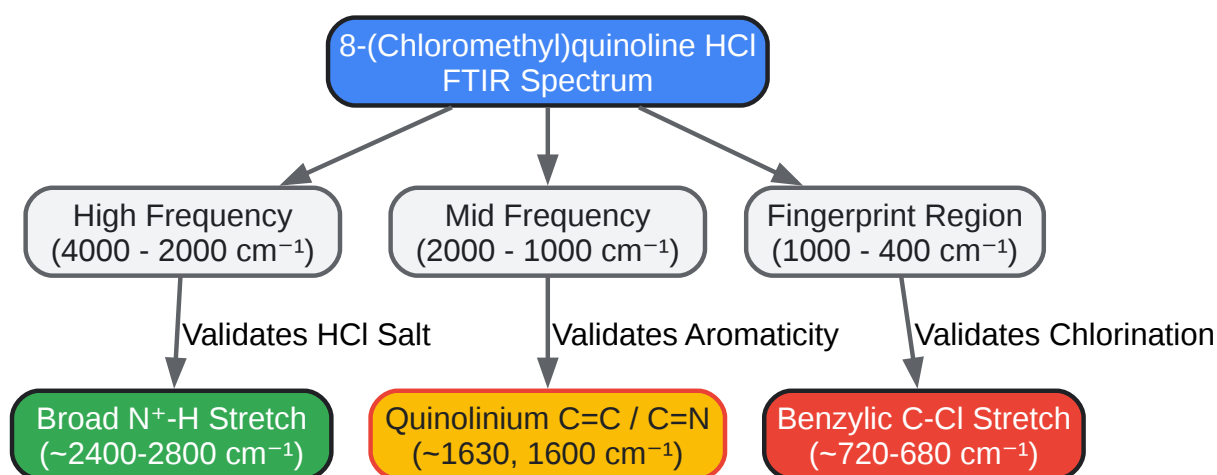 8-(Chloromethyl)quinoline HCl
FTIR Spectrum
High Frequency
(4000 - 2000 cm⁻¹)
Mid Frequency
(2000 - 1000 cm⁻¹)
Fingerprint Region
(1000 - 400 cm⁻¹)
Validates HCl Salt
Validates Aromaticity
Validates Chlorination
Broad N⁺-H Stretch
(~2400-2800 cm⁻¹)
Quinolinium C=C / C=N
(~1630, 1600 cm⁻¹)
Benzylic C-Cl Stretch
(~720-680 cm⁻¹)